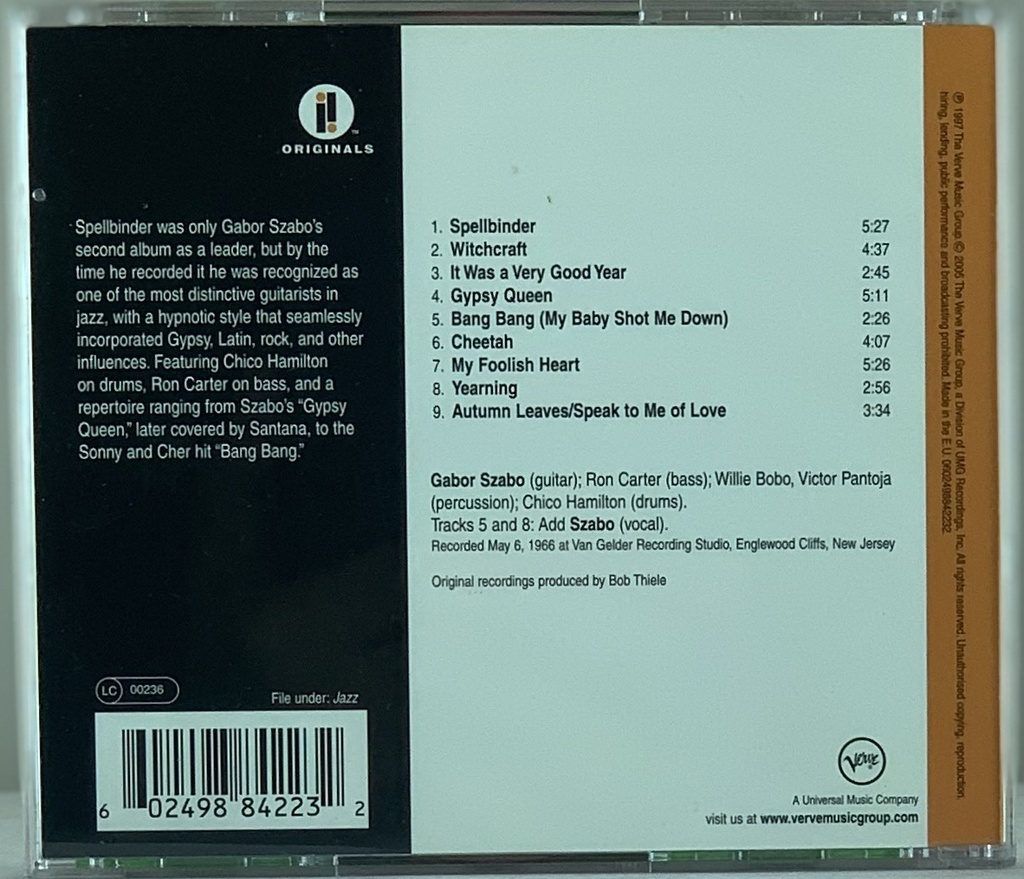 ORIGINALS
Spellbinder was only Gabor Szabo's
second album as a leader, but by the
time he recorded it he was recognized as
one of the most distinctive guitarists in
jazz, with a hypnotic style that seamlessly
incorporated Gypsy, Latin, rock, and other
influences. Featuring Chico Hamilton
on drums, Ron Carter on bass, and a
repertoire ranging from Szabo's “Gypsy
Queen,” later covered by Santana, to the
Sonny and Cher hit “Bang Bang.”
LC 00236
File under: Jazz
6 02498 84223 2
1. Spellbinder 5:27
2. Witchcraft 4:37
3. It Was a Very Good Year 2:45
4. Gypsy Queen 5:11
5. Bang Bang (My Baby Shot Me Down) 2:26
6. Cheetah 4:07
7. My Foolish Heart 5:26
8. Yearning 2:56
9. Autumn Leaves/Speak to Me of Love 3:34
Gabor Szabo (guitar); Ron Carter (bass); Willie Bobo, Victor Pantoja
(percussion); Chico Hamilton (drums).
Tracks 5 and 8: Add Szabo (vocal).
Recorded May 6, 1966 at Van Gelder Recording Studio, Englewood Cliffs, New Jersey
Original recordings produced by Bob Thiele
Verve
A Universal Music Company
visit us at www.vervemusicgroup.com
℗ 1997 The Verve Music Group © 2006 The Verve Music Group, a Division of UMG Recordings, Inc. All rights reserved. Unauthorised copying, reproduction,
hiring, lending, public performance and broadcasting prohibited. Made in the E.U. 0602498842232